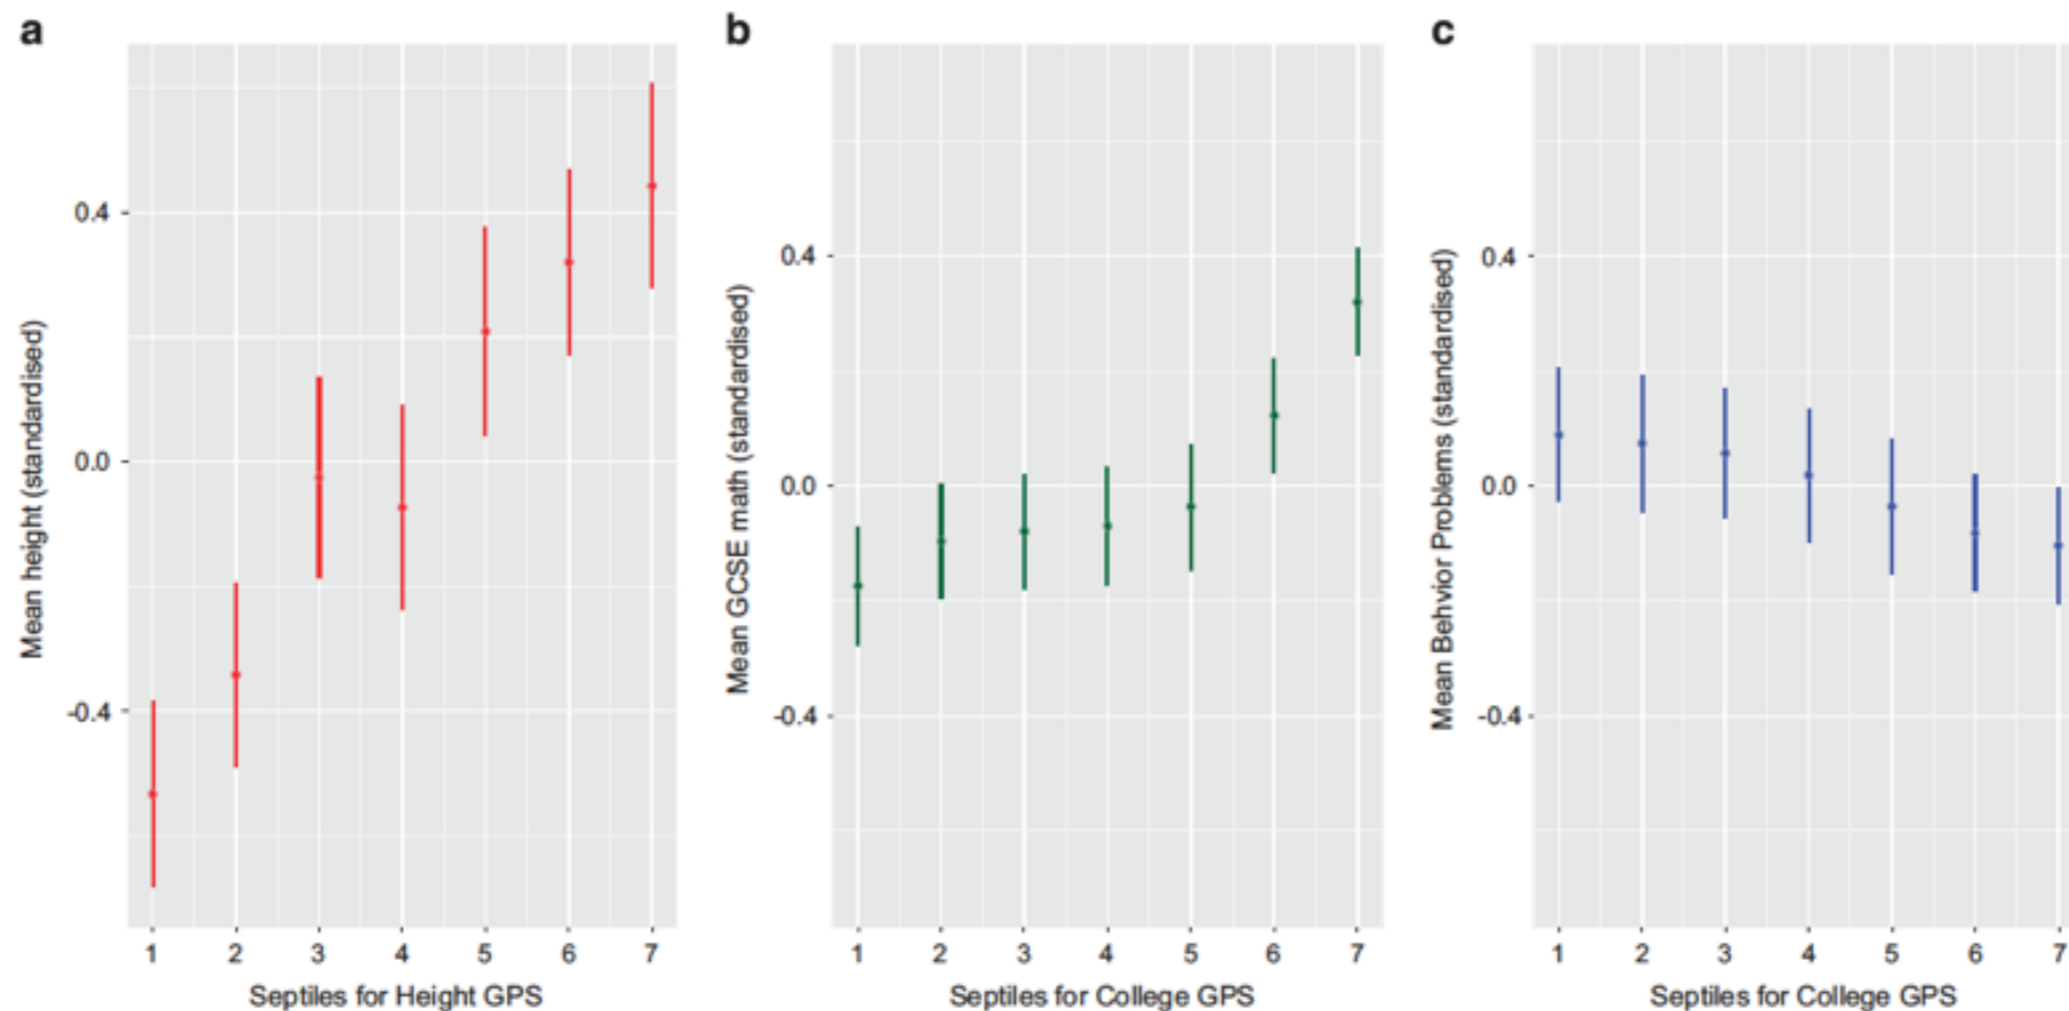 a
Mean height (standardised)
0.4
0.0
-0.4
1 2 3 4 5 6 7
Septiles for Height GPS
b
Mean GCSE math (standardised)
0.4
0.0
-0.4
1 2 3 4 5 6 7
Septiles for College GPS
c
Mean Behvior Problems (standardised)
0.4
0.0
-0.4
1 2 3 4 5 6 7
Septiles for College GPS